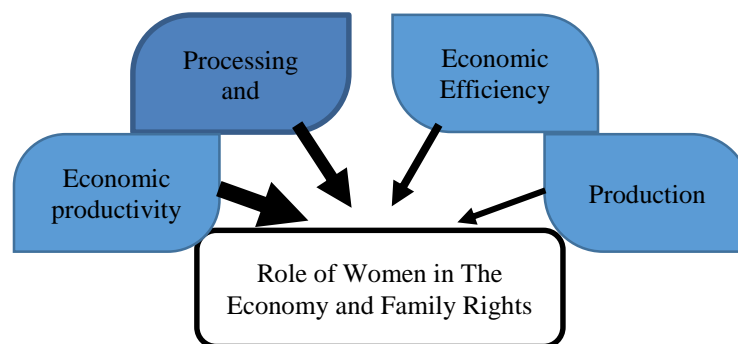 Processing
and
Economic
Efficiency
Economic
productivity
Production
Role of Women in The
Economy and Family Rights